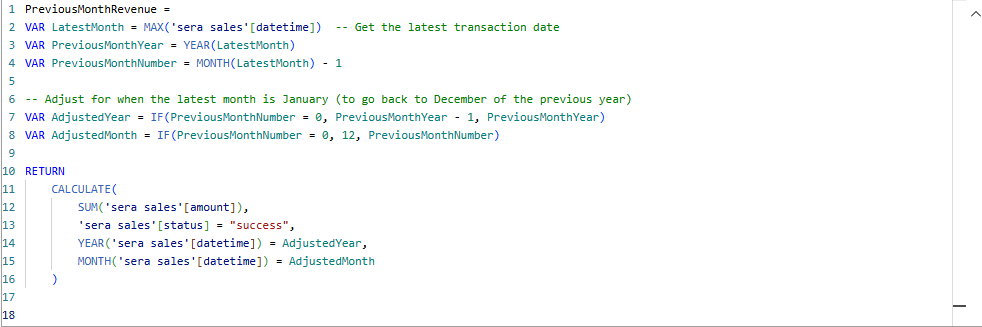 1 PreviousMonthRevenue =
2 VAR LatestMonth = MAX('sera sales'[datetime])  -- Get the latest transaction date
3 VAR PreviousMonthYear = YEAR(LatestMonth)
4 VAR PreviousMonthNumber = MONTH(LatestMonth) - 1
5
6 -- Adjust for when the latest month is January (to go back to December of the previous year)
7 VAR AdjustedYear = IF(PreviousMonthNumber = 0, PreviousMonthYear - 1, PreviousMonthYear)
8 VAR AdjustedMonth = IF(PreviousMonthNumber = 0, 12, PreviousMonthNumber)
9
10 RETURN
11     CALCULATE(
12         SUM('sera sales'[amount]),
13         'sera sales'[status] = "success",
14         YEAR('sera sales'[datetime]) = AdjustedYear,
15         MONTH('sera sales'[datetime]) = AdjustedMonth
16     )
17
18